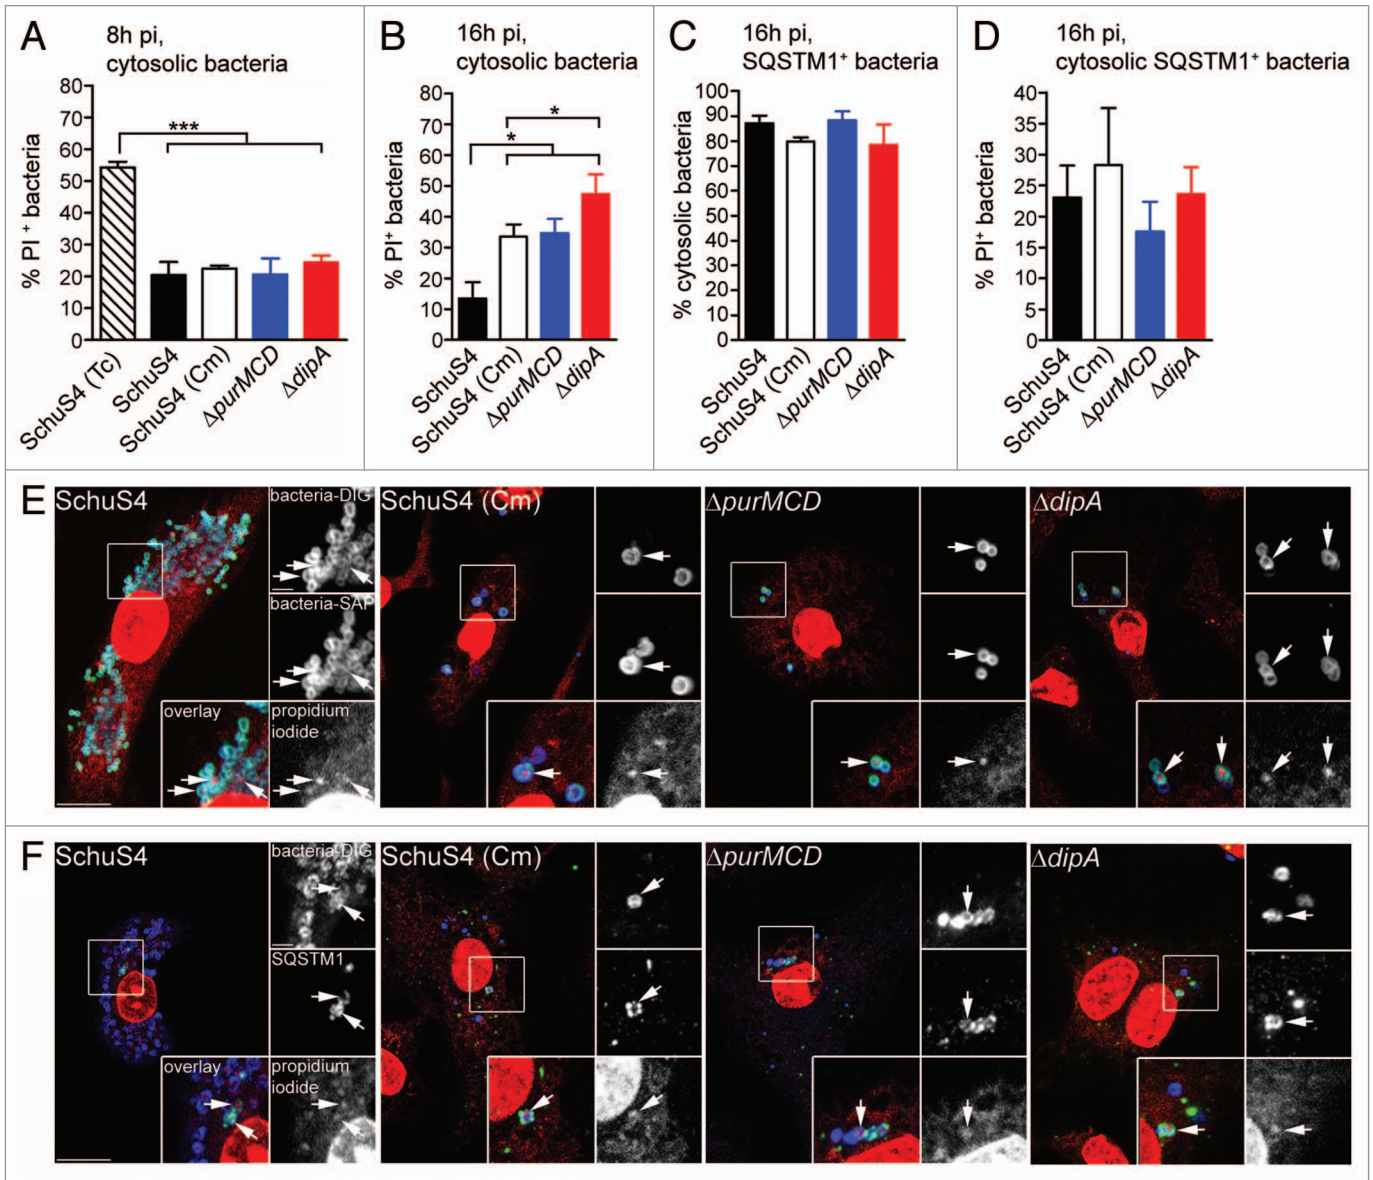 A
8h pi,
cytosolic bacteria
% PI + bacteria
80
70
60
50
40
30
20
10
0
***
SchuS4 (Tc)
SchuS4
SchuS4 (Cm)
ΔpurMCD
ΔdipA
B
16h pi,
cytosolic bacteria
% PI+ bacteria
80
70
60
50
40
30
20
10
0
*
*
SchuS4
SchuS4 (Cm)
ΔpurMCD
ΔdipA
C
16h pi,
SQSTM1+ bacteria
% cytosolic bacteria
100
90
80
70
60
50
40
30
20
10
0
SchuS4
SchuS4 (Cm)
ΔpurMCD
ΔdipA
D
16h pi,
cytosolic SQSTM1+ bacteria
% PI+ bacteria
40
35
30
25
20
15
10
5
0
SchuS4
SchuS4 (Cm)
ΔpurMCD
ΔdipA
E
SchuS4
bacteria-DIG
bacteria-SAP
overlay
propidium
iodide
SchuS4 (Cm)
ΔpurMCD
ΔdipA
F
SchuS4
bacteria-DIG
SQSTM1
overlay
propidium
iodide
SchuS4 (Cm)
ΔpurMCD
ΔdipA